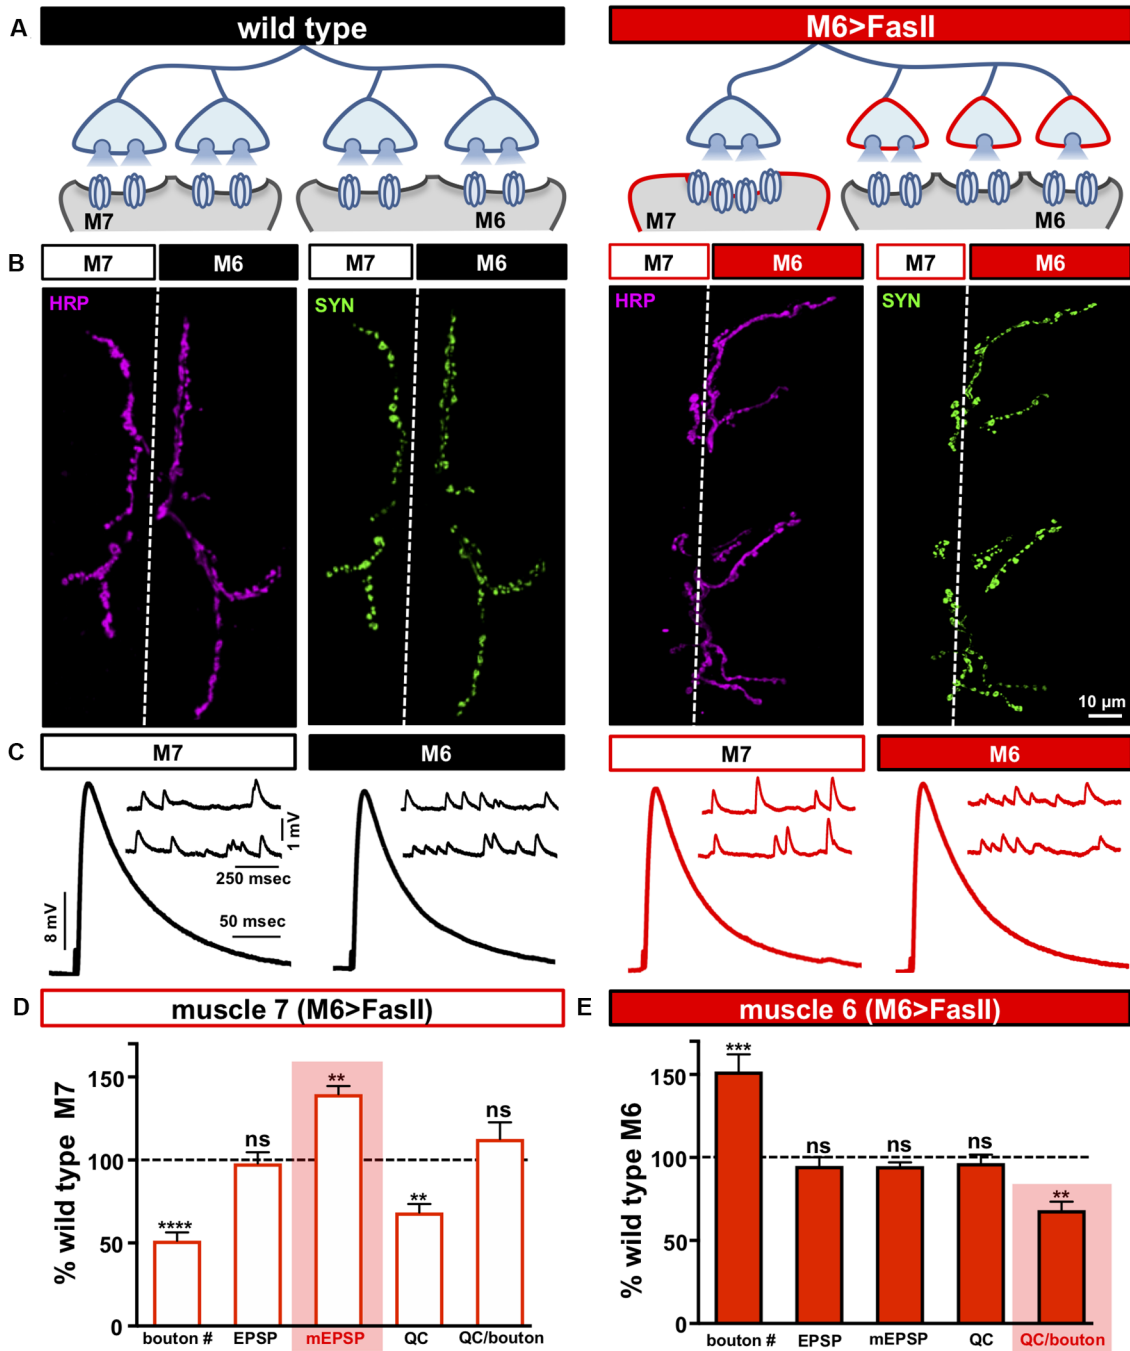 A
wild type
M6>FasII
M7
M6
M7
M6
B
M7
M6
M7
M6
M7
M6
M7
M6
HRP
SYN
HRP
SYN
10 µm
C
M7
M6
M7
M6
1 mV
250 msec
8 mV
50 msec
D
muscle 7 (M6>FasII)
E
muscle 6 (M6>FasII)
% wild type M7
150
100
50
0
****
ns
**
**
ns
bouton #
EPSP
mEPSP
QC
QC/bouton
% wild type M6
150
100
50
0
***
ns
ns
ns
**
bouton #
EPSP
mEPSP
QC
QC/bouton